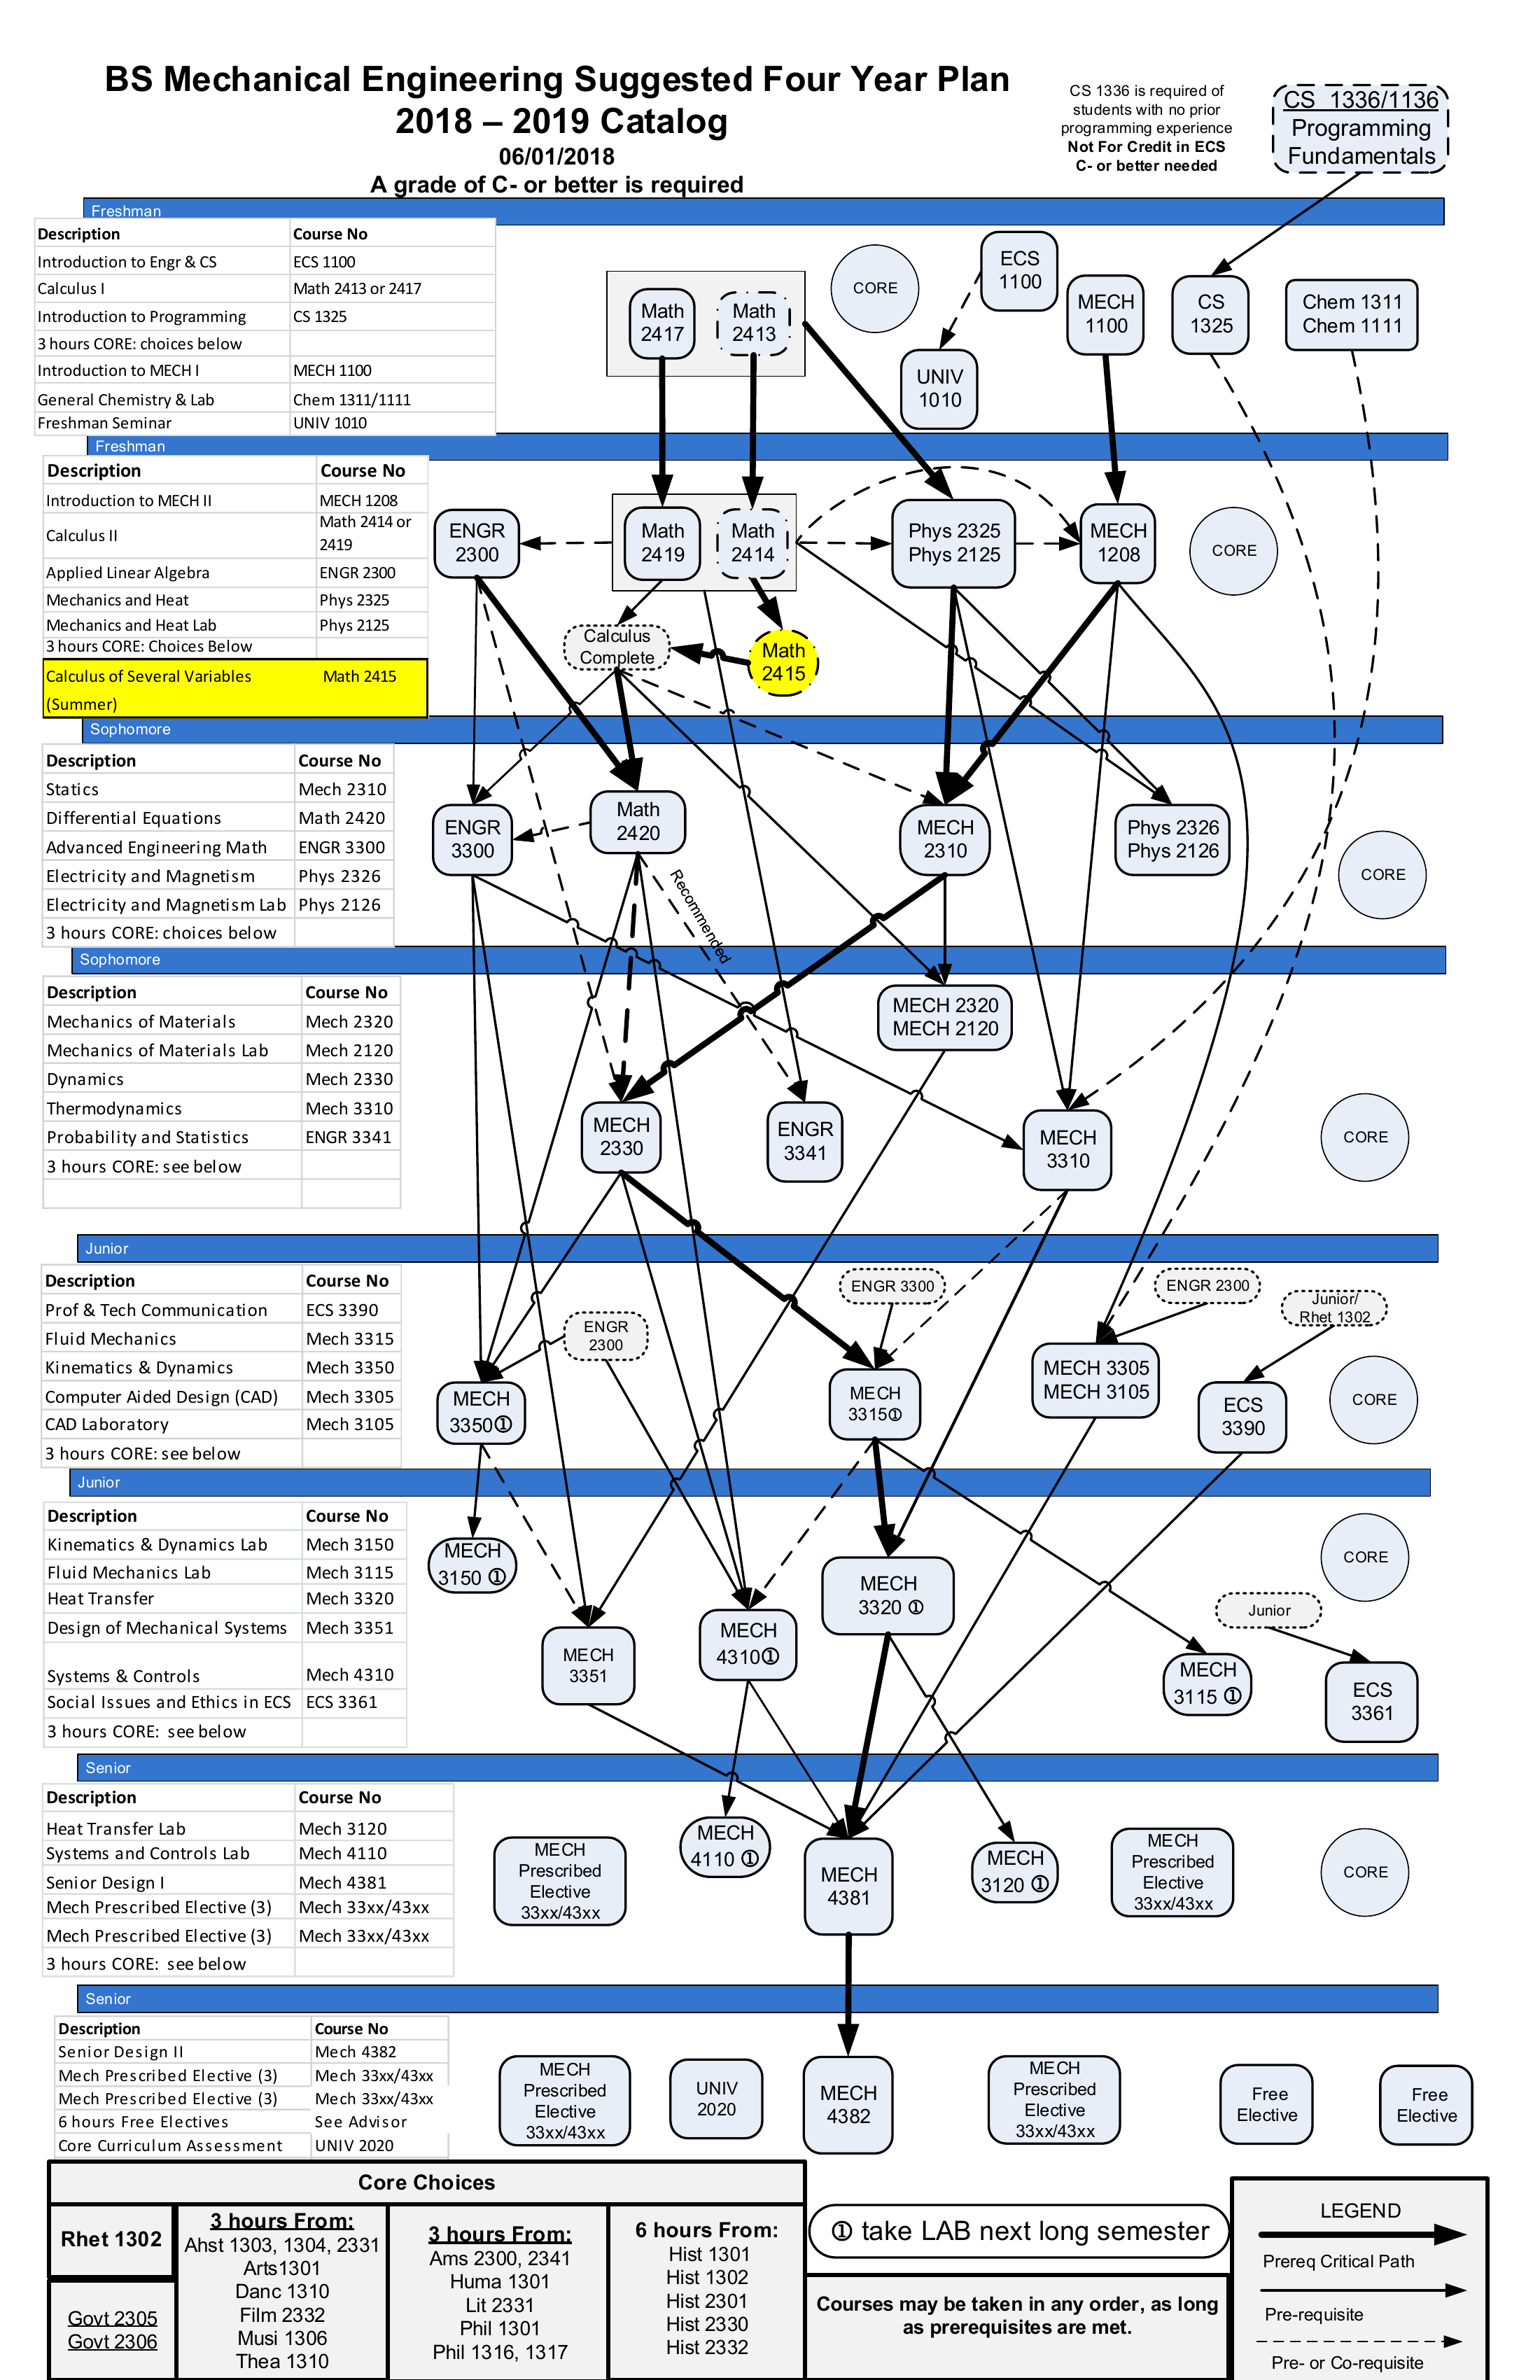 BS Mechanical Engineering Suggested Four Year Plan
2018 – 2019 Catalog
06/01/2018
A grade of C- or better is required
CS 1336 is required of
students with no prior
programming experience
Not For Credit in ECS
C- or better needed
CS 1336/1136
Programming
Fundamentals
Freshman
Description Course No
Introduction to Engr & CS ECS 1100
Calculus I Math 2413 or 2417
Introduction to Programming CS 1325
3 hours CORE: choices below
Introduction to MECH I MECH 1100
General Chemistry & Lab Chem 1311/1111
Freshman Seminar UNIV 1010
Math
2417
Math
2413
CORE
ECS
1100
UNIV
1010
MECH
1100
CS
1325
Chem 1311
Chem 1111
Freshman
Description Course No
Introduction to MECH II MECH 1208
Calculus II Math 2414 or
2419
Applied Linear Algebra ENGR 2300
Mechanics and Heat Phys 2325
Mechanics and Heat Lab Phys 2125
3 hours CORE: Choices Below
Calculus of Several Variables Math 2415
(Summer)
ENGR
2300
Math
2419
Math
2414
Phys 2325
Phys 2125
MECH
1208
CORE
Calculus
Complete
Math
2415
Sophomore
Description Course No
Statics Mech 2310
Differential Equations Math 2420
Advanced Engineering Math ENGR 3300
Electricity and Magnetism Phys 2326
Electricity and Magnetism Lab Phys 2126
3 hours CORE: choices below
ENGR
3300
Math
2420
Recommended
MECH
2310
Phys 2326
Phys 2126
CORE
Sophomore
Description Course No
Mechanics of Materials Mech 2320
Mechanics of Materials Lab Mech 2120
Dynamics Mech 2330
Thermodynamics Mech 3310
Probability and Statistics ENGR 3341
3 hours CORE: see below
MECH 2320
MECH 2120
MECH
2330
ENGR
3341
MECH
3310
CORE
Junior
Description Course No
Prof & Tech Communication ECS 3390
Fluid Mechanics Mech 3315
Kinematics & Dynamics Mech 3350
Computer Aided Design (CAD) Mech 3305
CAD Laboratory Mech 3105
3 hours CORE: see below
ENGR
2300
ENGR 3300
ENGR 2300
Junior/
Rhet 1302
MECH
3350①
MECH
3315①
MECH 3305
MECH 3105
ECS
3390
CORE
Junior
Description Course No
Kinematics & Dynamics Lab Mech 3150
Fluid Mechanics Lab Mech 3115
Heat Transfer Mech 3320
Design of Mechanical Systems Mech 3351
Systems & Controls Mech 4310
Social Issues and Ethics in ECS ECS 3361
3 hours CORE: see below
MECH
3150 ①
MECH
3351
MECH
4310①
MECH
3320 ①
MECH
3115 ①
Junior
ECS
3361
CORE
Senior
Description Course No
Heat Transfer Lab Mech 3120
Systems and Controls Lab Mech 4110
Senior Design I Mech 4381
Mech Prescribed Elective (3) Mech 33xx/43xx
Mech Prescribed Elective (3) Mech 33xx/43xx
3 hours CORE: see below
MECH
Prescribed
Elective
33xx/43xx
MECH
4110 ①
MECH
4381
MECH
3120 ①
MECH
Prescribed
Elective
33xx/43xx
CORE
Senior
Description Course No
Senior Design II Mech 4382
Mech Prescribed Elective (3) Mech 33xx/43xx
Mech Prescribed Elective (3) Mech 33xx/43xx
6 hours Free Electives See Advisor
Core Curriculum Assessment UNIV 2020
MECH
Prescribed
Elective
33xx/43xx
UNIV
2020
MECH
4382
MECH
Prescribed
Elective
33xx/43xx
Free
Elective
Free
Elective
Core Choices
Rhet 1302
Govt 2305
Govt 2306
3 hours From:
Ahst 1303, 1304, 2331
Arts1301
Danc 1310
Film 2332
Musi 1306
Thea 1310
3 hours From:
Ams 2300, 2341
Huma 1301
Lit 2331
Phil 1301
Phil 1316, 1317
6 hours From:
Hist 1301
Hist 1302
Hist 2301
Hist 2330
Hist 2332
① take LAB next long semester
Courses may be taken in any order, as long
as prerequisites are met.
LEGEND
Prereq Critical Path
Pre-requisite
Pre- or Co-requisite